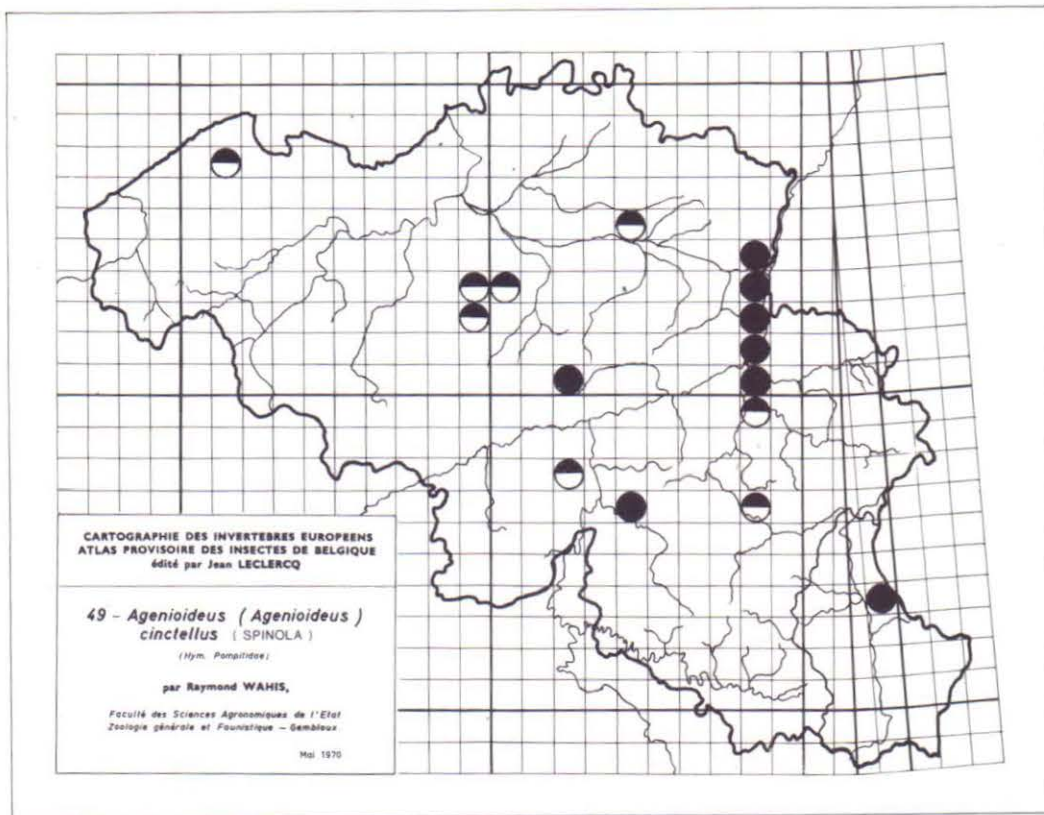 CARTOGRAPHIE DES INVERTEBRES EUROPEENS
ATLAS PROVISOIRE DES INSECTES DE BELGIQUE
édité par Jean LECLERCQ
49 - Agenioideus (Agenioideus)
cinctellus (SPINOLA)
(Hym. Pompilidae)
par Raymond WAHIS,
Faculté des Sciences Agronomiques de l'Etat
Zoologie générale et Faunistique - Gembloux
Mai 1970